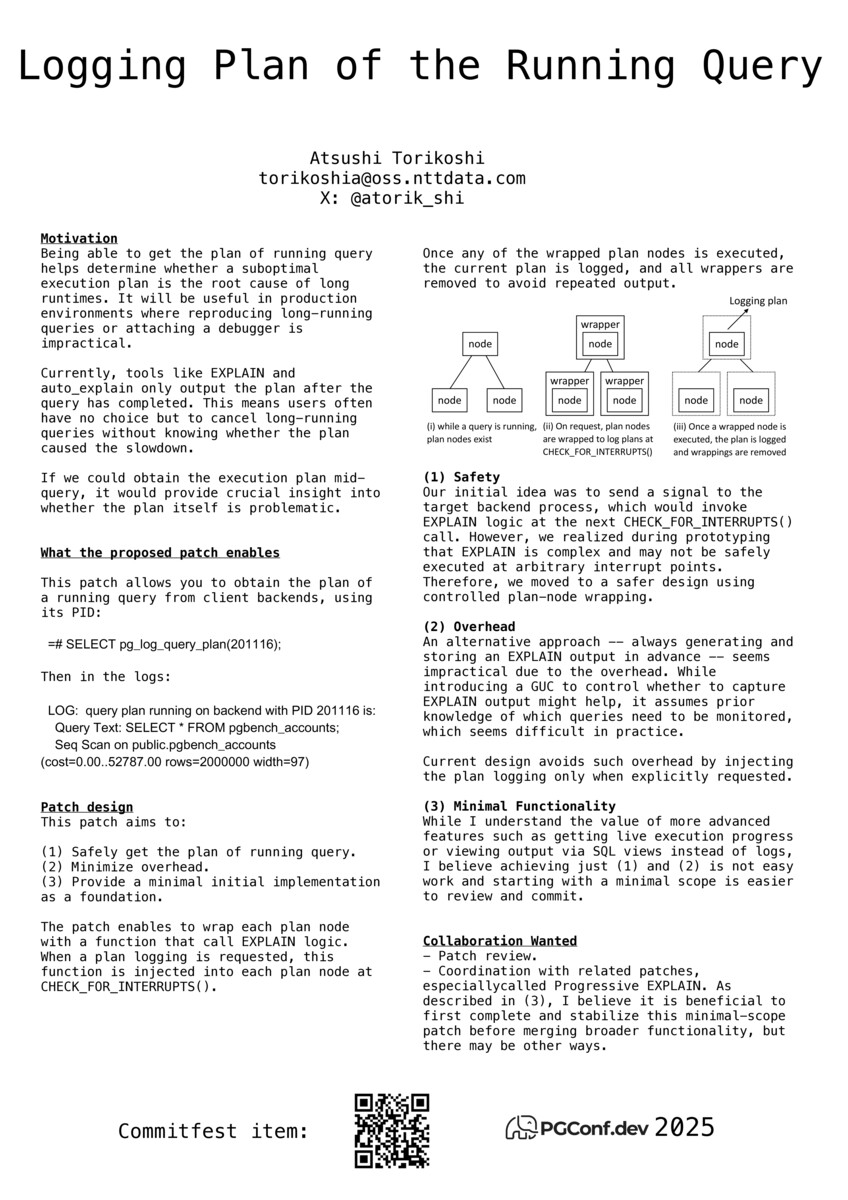 Logging Plan of the Running Query
Atsushi Torikoshi
torikoshia@oss.nttdata.com
X: @atorik_shi
Motivation
Being able to get the plan of running query
helps determine whether a suboptimal
execution plan is the root cause of long
runtimes. It will be useful in production
environments where reproducing long-running
queries or attaching a debugger is
impractical.
Currently, tools like EXPLAIN and
auto_explain only output the plan after the
query has completed. This means users often
have no choice but to cancel long-running
queries without knowing whether the plan
caused the slowdown.
If we could obtain the execution plan mid-
query, it would provide crucial insight into
whether the plan itself is problematic.
What the proposed patch enables
This patch allows you to obtain the plan of
a running query from client backends, using
its PID:
=# SELECT pg_log_query_plan(201116);
Then in the logs:
LOG:  query plan running on backend with PID 201116 is:
Query Text: SELECT * FROM pgbench_accounts;
Seq Scan on public.pgbench_accounts
(cost=0.00..52787.00 rows=2000000 width=97)
Patch design
This patch aims to:
(1) Safely get the plan of running query.
(2) Minimize overhead.
(3) Provide a minimal initial implementation
as a foundation.
The patch enables to wrap each plan node
with a function that call EXPLAIN logic.
When a plan logging is requested, this
function is injected into each plan node at
CHECK_FOR_INTERRUPTS().
Once any of the wrapped plan nodes is executed,
the current plan is logged, and all wrappers are
removed to avoid repeated output.
Logging plan
node
node
node
(i) while a query is running,
plan nodes exist
wrapper
node
wrapper
node
wrapper
node
(ii) On request, plan nodes
are wrapped to log plans at
CHECK_FOR_INTERRUPTS()
node
node
node
(iii) Once a wrapped node is
executed, the plan is logged
and wrappings are removed
(1) Safety
Our initial idea was to send a signal to the
target backend process, which would invoke
EXPLAIN logic at the next CHECK_FOR_INTERRUPTS()
call. However, we realized during prototyping
that EXPLAIN is complex and may not be safely
executed at arbitrary interrupt points.
Therefore, we moved to a safer design using
controlled plan-node wrapping.
(2) Overhead
An alternative approach -- always generating and
storing an EXPLAIN output in advance -- seems
impractical due to the overhead. While
introducing a GUC to control whether to capture
EXPLAIN output might help, it assumes prior
knowledge of which queries need to be monitored,
which seems difficult in practice.
Current design avoids such overhead by injecting
the plan logging only when explicitly requested.
(3) Minimal Functionality
While I understand the value of more advanced
features such as getting live execution progress
or viewing output via SQL views instead of logs,
I believe achieving just (1) and (2) is not easy
work and starting with a minimal scope is easier
to review and commit.
Collaboration Wanted
- Patch review.
- Coordination with related patches,
especiallycalled Progressive EXPLAIN. As
described in (3), I believe it is beneficial to
first complete and stabilize this minimal-scope
patch before merging broader functionality, but
there may be other ways.
Commitfest item:
PGConf.dev 2025